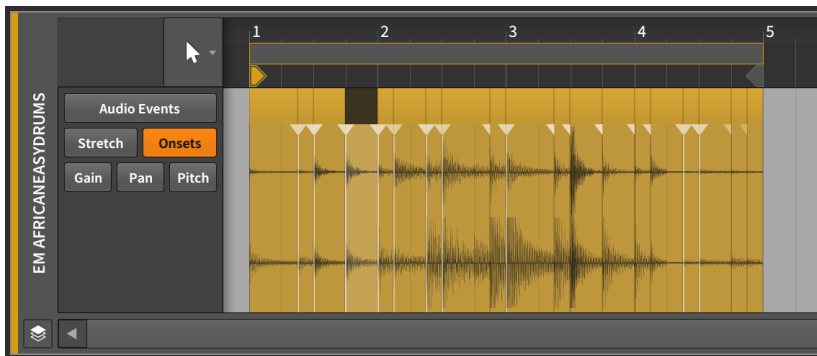 1 2 3 4 5
EM AFRICANEASYDRUMS
Audio Events
Stretch Onsets
Gain Pan Pitch